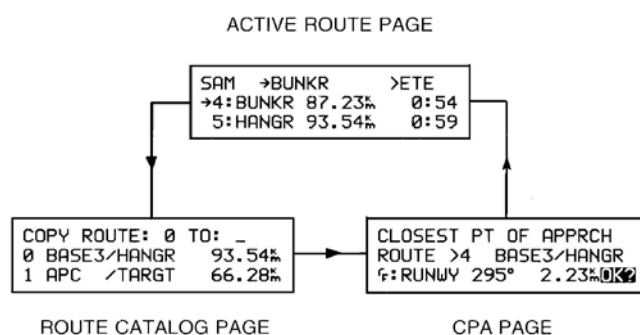 ACTIVE ROUTE PAGE
SAM →BUNKR >ETE
→4:BUNKR 87.23㎞ 0:54
5:HANGR 93.54㎞ 0:59
COPY ROUTE: 0 TO: _
0 BASE3/HANGR 93.54㎞
1 APC /TARGT 66.28㎞
ROUTE CATALOG PAGE
CLOSEST PT OF APPRCH
ROUTE >4 BASE3/HANGR
Fr:RUNWY 295° 2.23㎞OK?
CPA PAGE